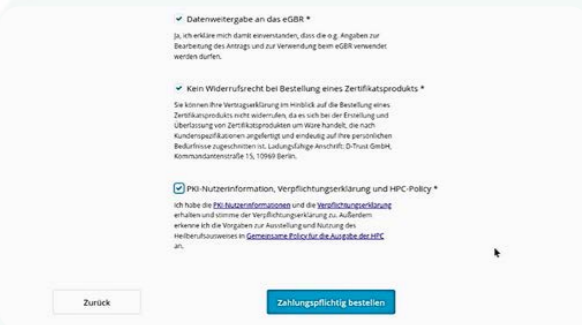 Datenweitergabe an das eGBR *
Ja, ich erkläre mich damit einverstanden, dass die o.g. Angaben zur
Bearbeitung des Antrags und zur Verwendung beim eGBR verwendet
werden dürfen.
Kein Widerrufsrecht bei Bestellung eines Zertifikatsprodukts *
Sie können Ihre Vertragserklärung im Hinblick auf die Bestellung eines
Zertifikatsprodukts nicht widerrufen, da es sich bei der Erstellung und
Überlassung von Zertifikatsprodukten um Ware handelt, die nach
Kundenspezifikationen angefertigt und eindeutig auf Ihre persönlichen
Bedürfnisse zugeschnitten ist. Ladungsfähige Anschrift: D-Trust GmbH,
Kommandantenstraße 15, 10969 Berlin.
PKI-Nutzerinformation, Verpflichtungserklärung und HPC-Policy *
Ich habe die PKI-Nutzerinformationen und die Verpflichtungserklärung
erhalten und stimme der Verpflichtungserklärung zu. Außerdem
erkenne ich die Vorgaben zur Ausstellung und Nutzung des
Heilberufsausweises in Gemeinsame Policy für die Ausgabe der HPC
an.
Zurück
Zahlungspflichtig bestellen